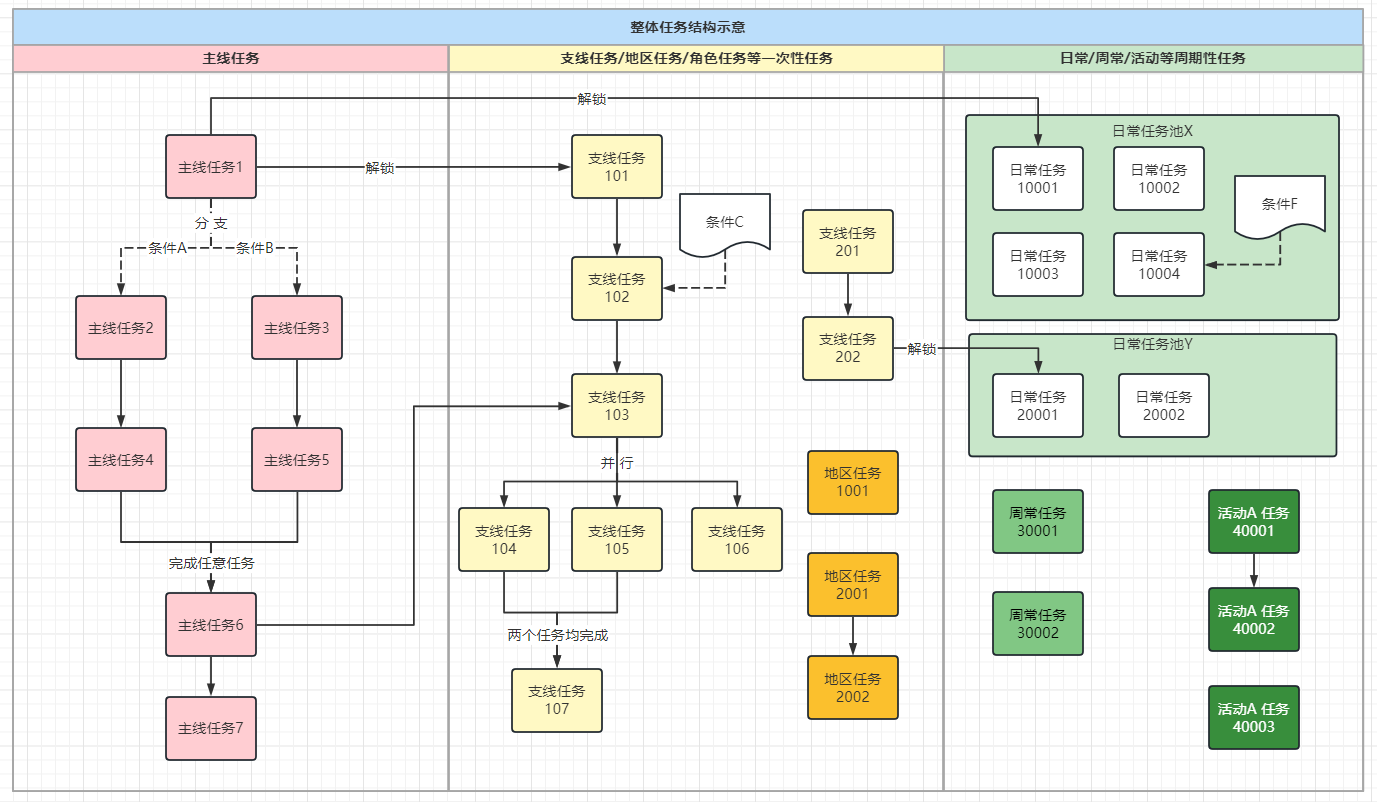 整体任务结构示意
主线任务
支线任务/地区任务/角色任务等一次性任务
日常/周常/活动等周期性任务
解锁
主线任务1
解锁
分 支
条件A
条件B
主线任务2
主线任务3
主线任务4
主线任务5
完成任意任务
主线任务6
主线任务7
支线任务
101
条件C
支线任务
102
支线任务
103
并 行
支线任务
104
支线任务
105
支线任务
106
两个任务均完成
支线任务
107
支线任务
201
支线任务
202
解锁
地区任务
1001
地区任务
2001
地区任务
2002
日常任务池X
日常任务
10001
日常任务
10002
条件F
日常任务
10003
日常任务
10004
日常任务池Y
日常任务
20001
日常任务
20002
周常任务
30001
周常任务
30002
活动A 任务
40001
活动A 任务
40002
活动A 任务
40003